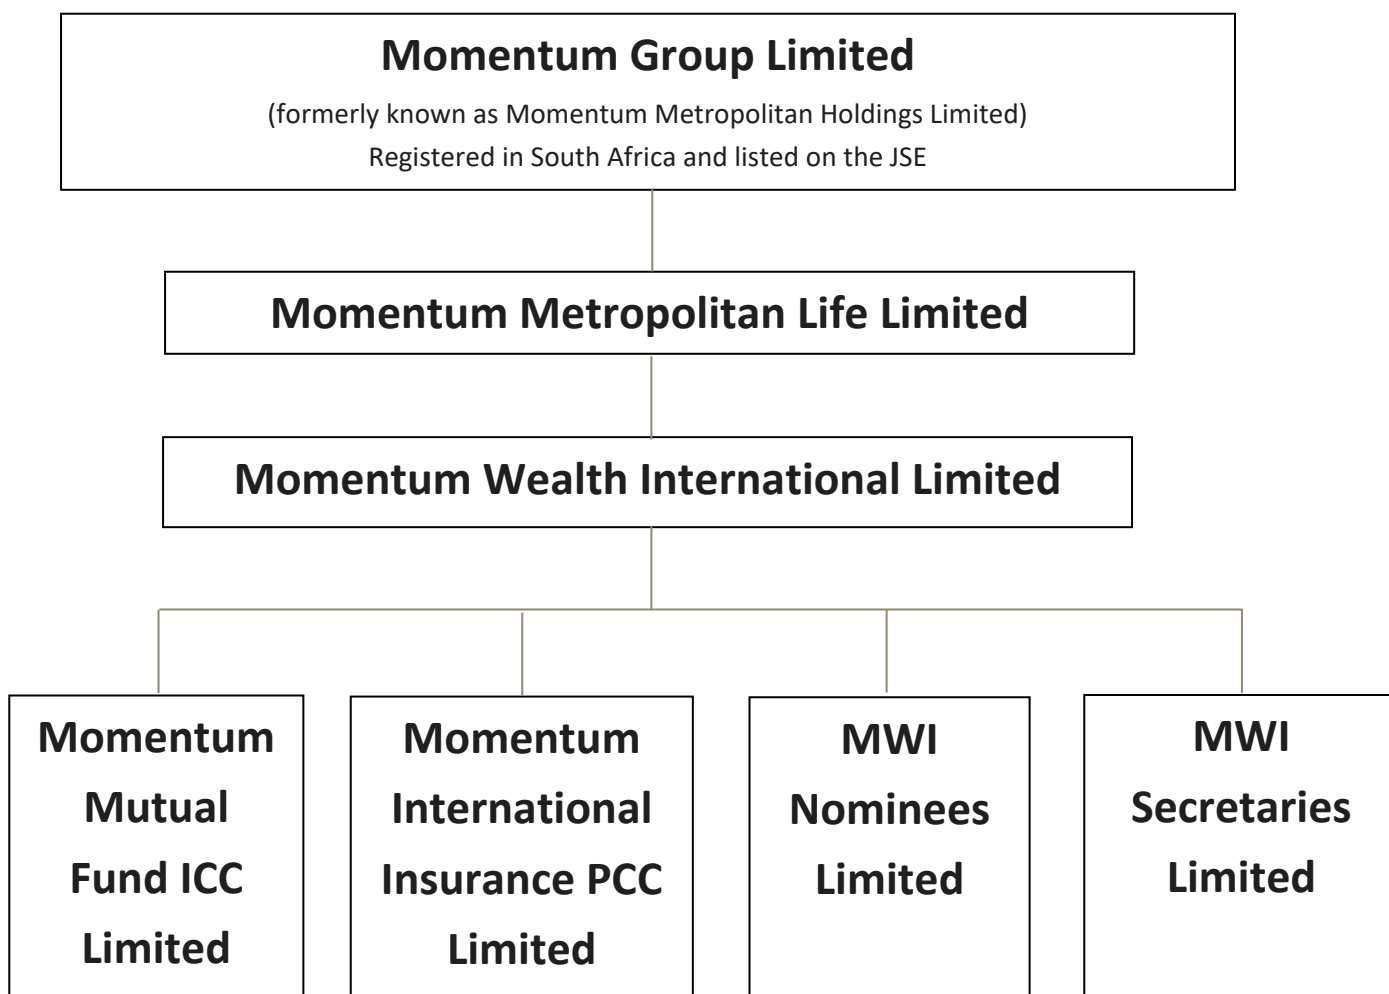 Momentum Group Limited
(formerly known as Momentum Metropolitan Holdings Limited)
Registered in South Africa and listed on the JSE
Momentum Metropolitan Life Limited
Momentum Wealth International Limited
Momentum
Mutual
Fund ICC
Limited
Momentum
International
Insurance PCC
Limited
MWI
Nominees
Limited
MWI
Secretaries
Limited